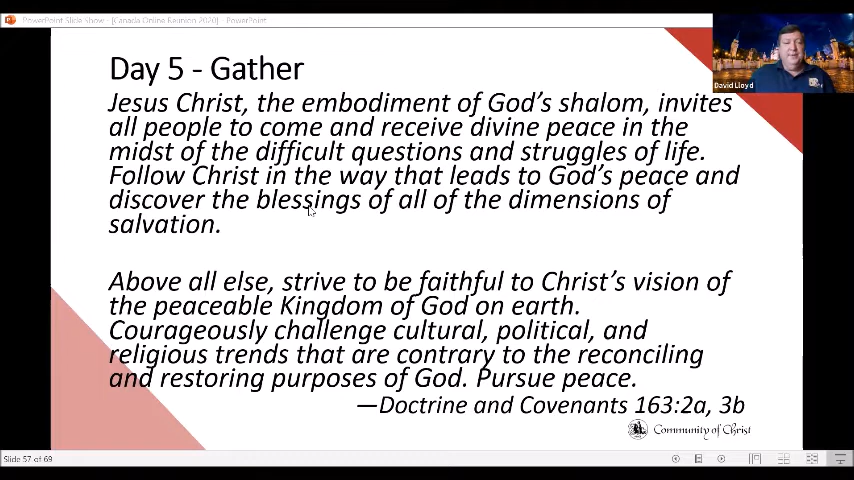 PowerPoint Slide Show - [Canada Online Reunion 2020] - PowerPoint
David Lloyd
Day 5 - Gather
Jesus Christ, the embodiment of God's shalom, invites
all people to come and receive divine peace in the
midst of the difficult questions and struggles of life.
Follow Christ in the way that leads to God's peace and
discover the blessings of all of the dimensions of
salvation.
Above all else, strive to be faithful to Christ's vision of
the peaceable Kingdom of God on earth.
Courageously challenge cultural, political, and
religious trends that are contrary to the reconciling
and restoring purposes of God. Pursue peace.
—Doctrine and Covenants 163:2a, 3b
Community of Christ
Slide 57 of 69